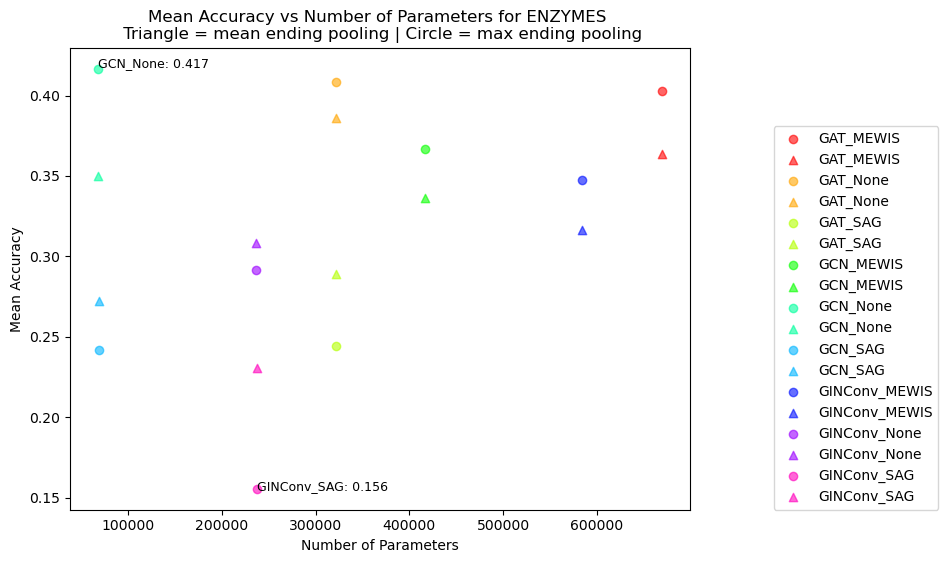 Mean Accuracy vs Number of Parameters for ENZYMES
Triangle = mean ending pooling | Circle = max ending pooling
GCN_None: 0.417
GINConv_SAG: 0.156
Mean Accuracy
0.40
0.35
0.30
0.25
0.20
0.15
100000
200000
300000
400000
500000
600000
Number of Parameters
GAT_MEWIS
GAT_MEWIS
GAT_None
GAT_None
GAT_SAG
GAT_SAG
GCN_MEWIS
GCN_MEWIS
GCN_None
GCN_None
GCN_SAG
GCN_SAG
GINConv_MEWIS
GINConv_MEWIS
GINConv_None
GINConv_None
GINConv_SAG
GINConv_SAG